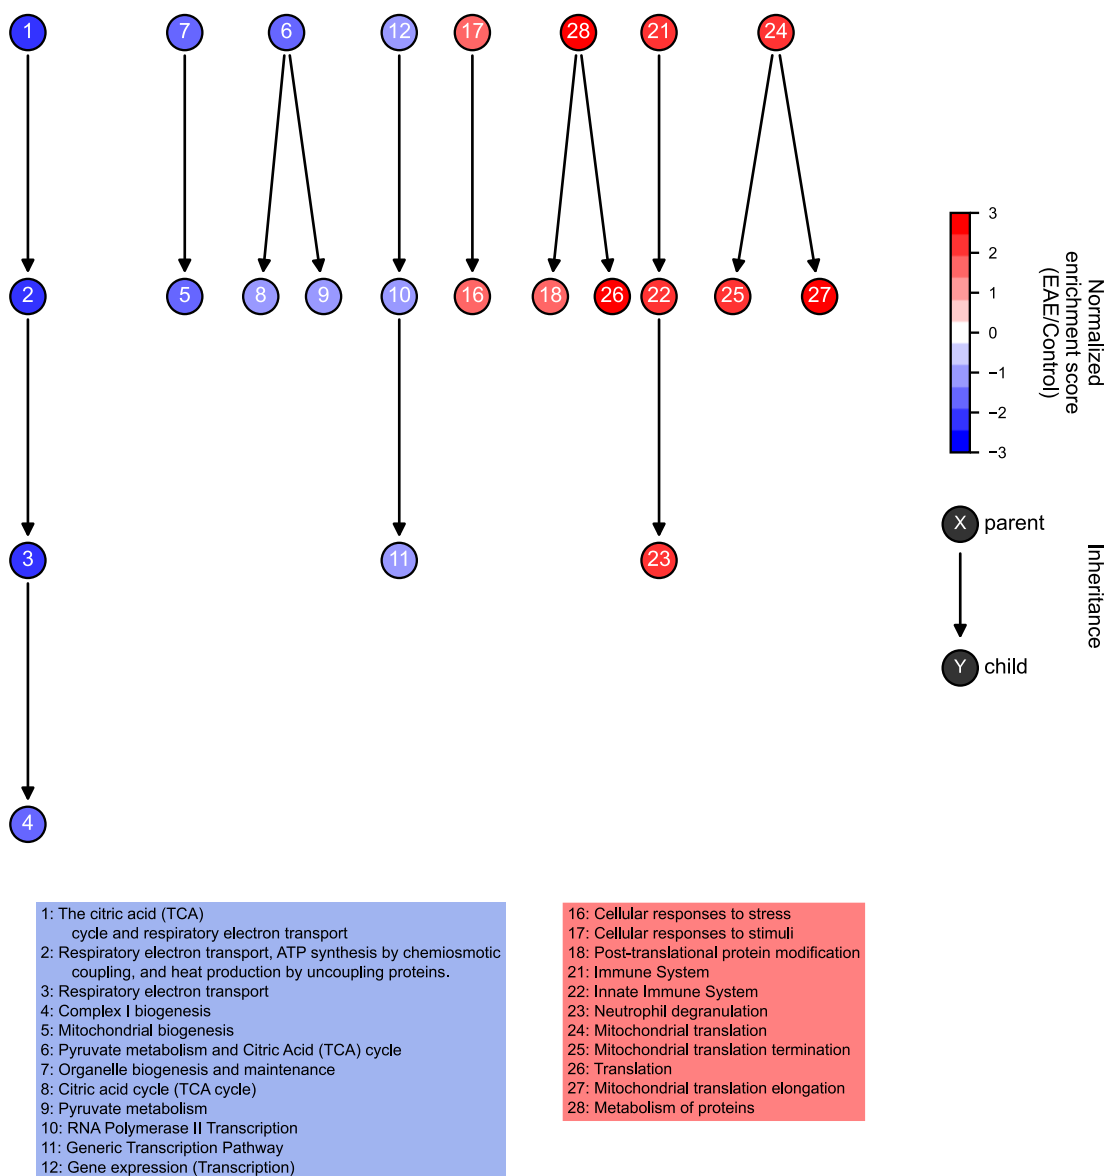 1
7
6
12
17
28
21
24
2
5
8
9
10
16
18
26
22
25
27
3
11
23
4
3
2
1
0
−1
−2
−3
Normalized
enrichment score
(EAE/Control)
X parent
Y child
Inheritance
1: The citric acid (TCA)
cycle and respiratory electron transport
2: Respiratory electron transport, ATP synthesis by chemiosmotic
coupling, and heat production by uncoupling proteins.
3: Respiratory electron transport
4: Complex I biogenesis
5: Mitochondrial biogenesis
6: Pyruvate metabolism and Citric Acid (TCA) cycle
7: Organelle biogenesis and maintenance
8: Citric acid cycle (TCA cycle)
9: Pyruvate metabolism
10: RNA Polymerase II Transcription
11: Generic Transcription Pathway
12: Gene expression (Transcription)
16: Cellular responses to stress
17: Cellular responses to stimuli
18: Post-translational protein modification
21: Immune System
22: Innate Immune System
23: Neutrophil degranulation
24: Mitochondrial translation
25: Mitochondrial translation termination
26: Translation
27: Mitochondrial translation elongation
28: Metabolism of proteins